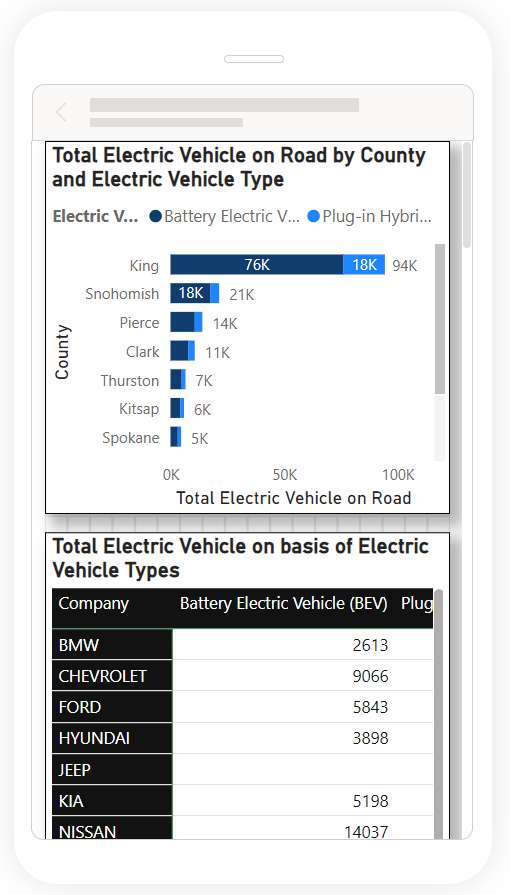 Total Electric Vehicle on Road by County
and Electric Vehicle Type
Electric V... Battery Electric V... Plug-in Hybri...
King 76K 18K 94K
Snohomish 18K 21K
Pierce 14K
Clark 11K
Thurston 7K
Kitsap 6K
Spokane 5K
County
0K 50K 100K
Total Electric Vehicle on Road
Total Electric Vehicle on basis of Electric
Vehicle Types
Company Battery Electric Vehicle (BEV) Plug
BMW 2613
CHEVROLET 9066
FORD 5843
HYUNDAI 3898
JEEP
KIA 5198
NISSAN 14037